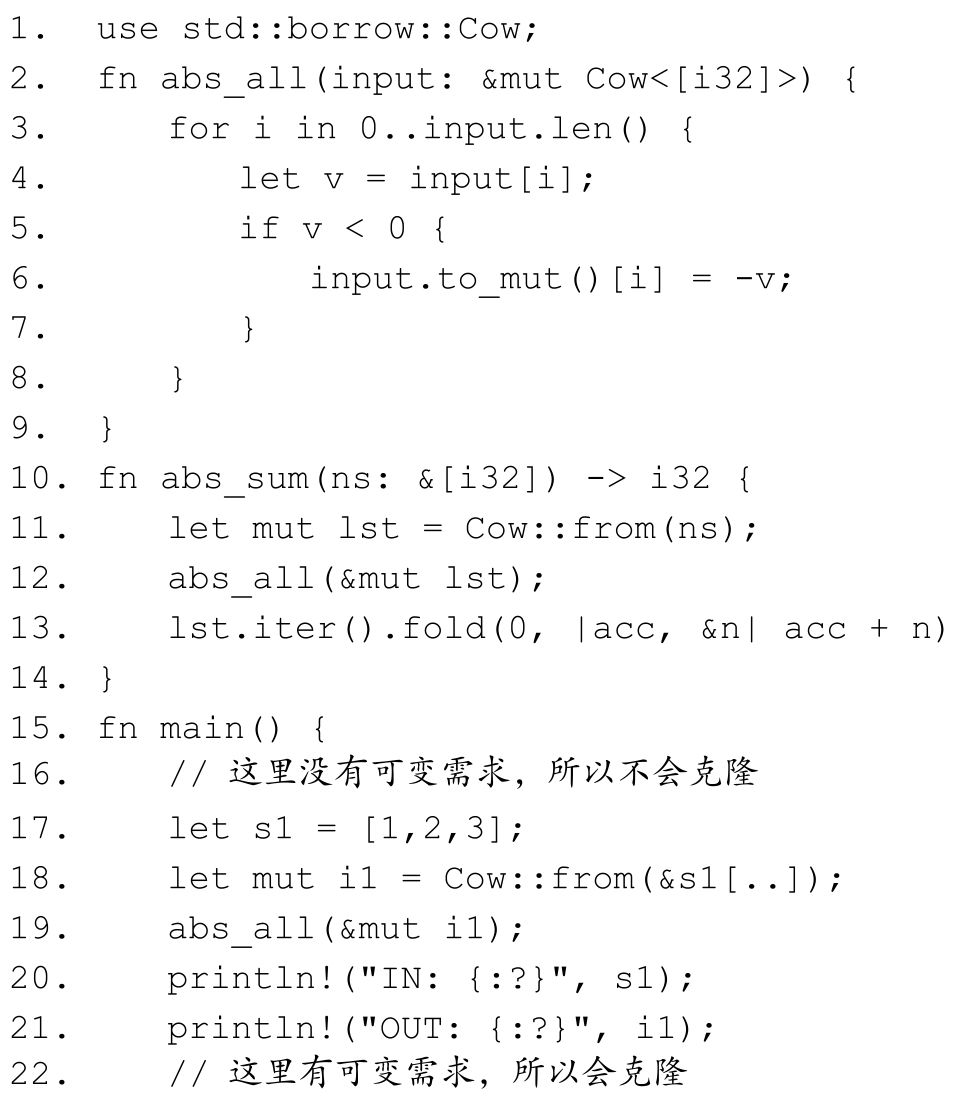 1. use std::borrow::Cow;
2. fn abs_all(input: &mut Cow<[i32]>) {
3.     for i in 0..input.len() {
4.         let v = input[i];
5.         if v < 0 {
6.             input.to_mut()[i] = -v;
7.         }
8.     }
9. }
10. fn abs_sum(ns: &[i32]) -> i32 {
11.     let mut lst = Cow::from(ns);
12.     abs_all(&mut lst);
13.     lst.iter().fold(0, |acc, &n| acc + n)
14. }
15. fn main() {
16.     // 这里没有可变需求，所以不会克隆
17.     let s1 = [1,2,3];
18.     let mut i1 = Cow::from(&s1[..]);
19.     abs_all(&mut i1);
20.     println!("IN: {:?}", s1);
21.     println!("OUT: {:?}", i1);
22.     // 这里有可变需求，所以会克隆